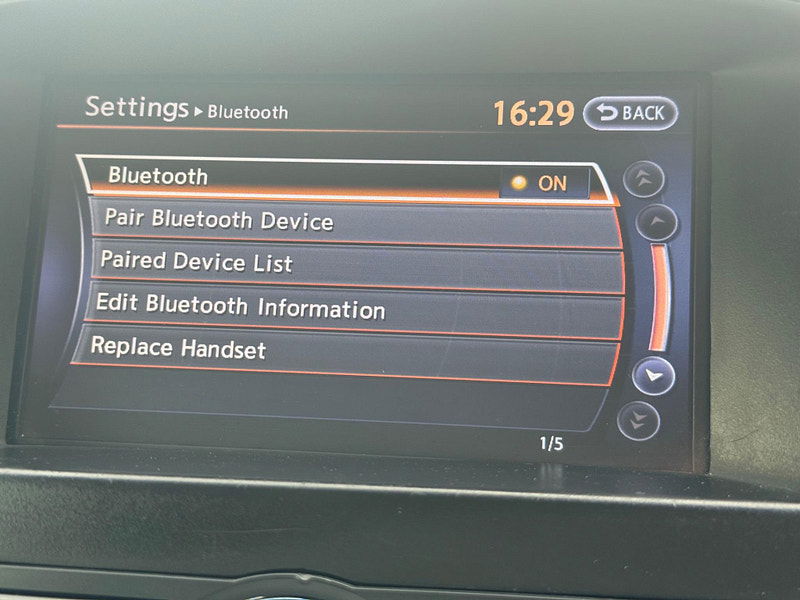 Settings ▸ Bluetooth 16:29 BACK
Bluetooth ON
Pair Bluetooth Device
Paired Device List
Edit Bluetooth Information
Replace Handset
1/5